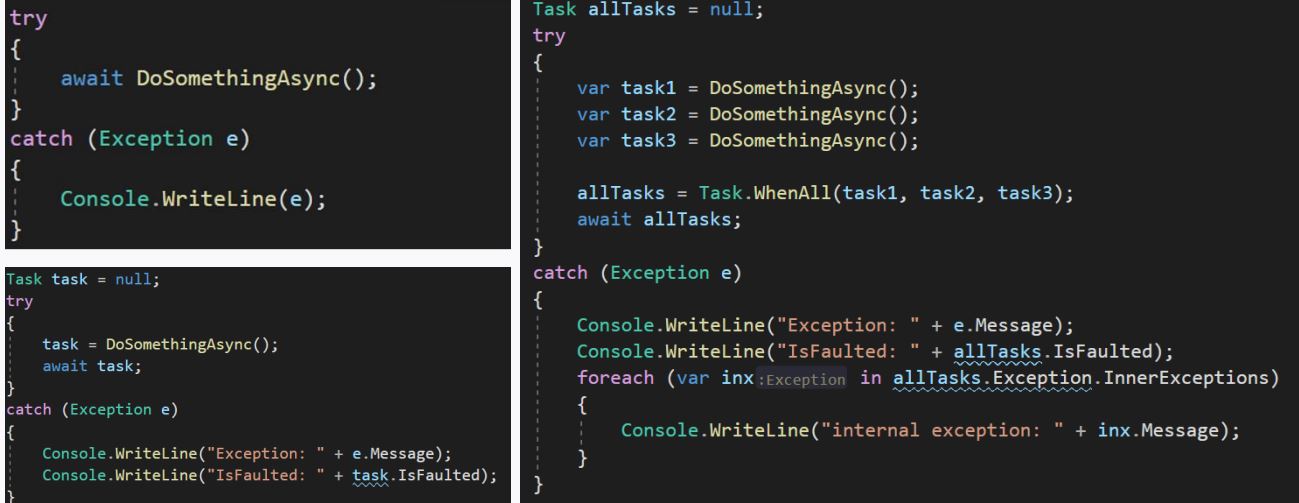 try
{
    await DoSomethingAsync();
}
catch (Exception e)
{
    Console.WriteLine(e);
}
Task task = null;
try
{
    task = DoSomethingAsync();
    await task;
}
catch (Exception e)
{
    Console.WriteLine("Exception: " + e.Message);
    Console.WriteLine("IsFaulted: " + task.IsFaulted);
}
Task allTasks = null;
try
{
    var task1 = DoSomethingAsync();
    var task2 = DoSomethingAsync();
    var task3 = DoSomethingAsync();

    allTasks = Task.WhenAll(task1, task2, task3);
    await allTasks;
}
catch (Exception e)
{
    Console.WriteLine("Exception: " + e.Message);
    Console.WriteLine("IsFaulted: " + allTasks.IsFaulted);
    foreach (var inx :Exception in allTasks.Exception.InnerExceptions)
    {
        Console.WriteLine("internal exception: " + inx.Message);
    }
}